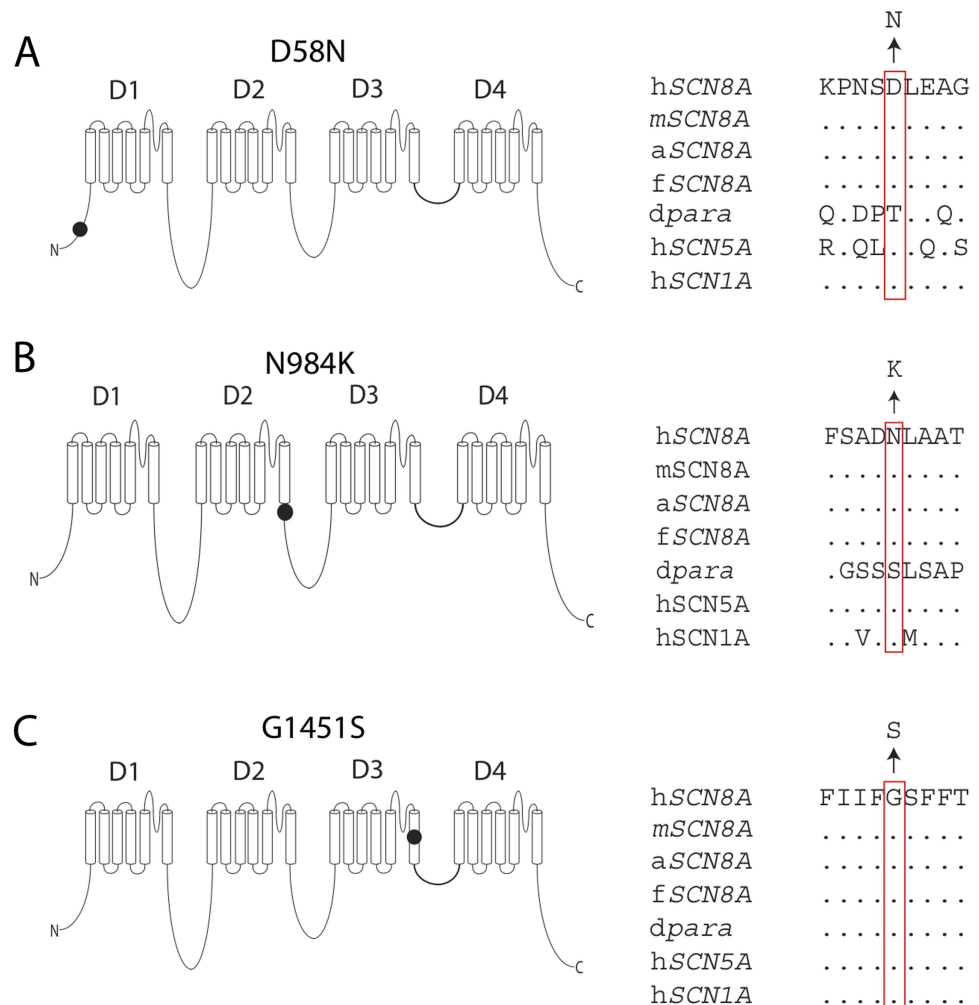 A
D58N
D1 D2 D3 D4
N
C
N
hSCN8A KPNSDLEAG
mSCN8A .........
aSCN8A .........
fSCN8A .........
dpara Q.DPT..Q.
hSCN5A R.QL..Q.S
hSCN1A .........
B
N984K
D1 D2 D3 D4
N
C
K
hSCN8A FSADNLAAT
mSCN8A .........
aSCN8A .........
fSCN8A .........
dpara .GSSSLSAP
hSCN5A .........
hSCN1A ..V..M...
C
G1451S
D1 D2 D3 D4
N
C
S
hSCN8A FIIFGSFFT
mSCN8A .........
aSCN8A .........
fSCN8A .........
dpara .........
hSCN5A .........
hSCN1A .........